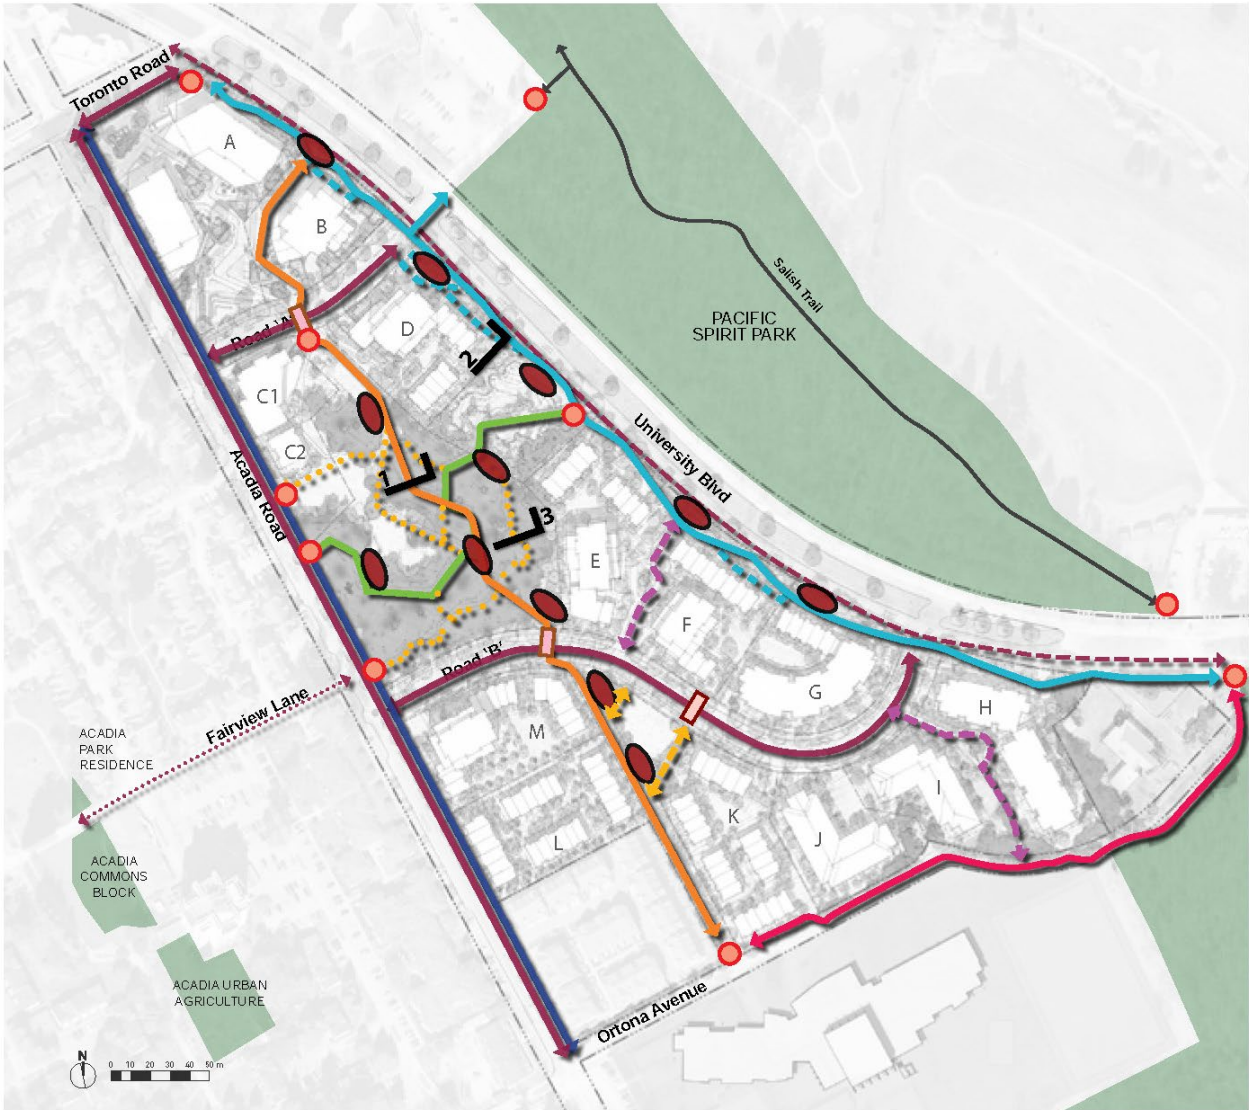 Toronto Road
A
B
Salish Trail
PACIFIC
SPIRIT PARK
D
Road 'A'
2
C1
C2
University Blvd
1
3
Acadia Road
E
F
Road 'B'
G
H
Fairview Lane
ACADIA
PARK
RESIDENCE
M
I
K
J
L
ACADIA
COMMONS
BLOCK
ACADIA URBAN
AGRICULTURE
Ortona Avenue
N
0 10 20 30 40 50 m